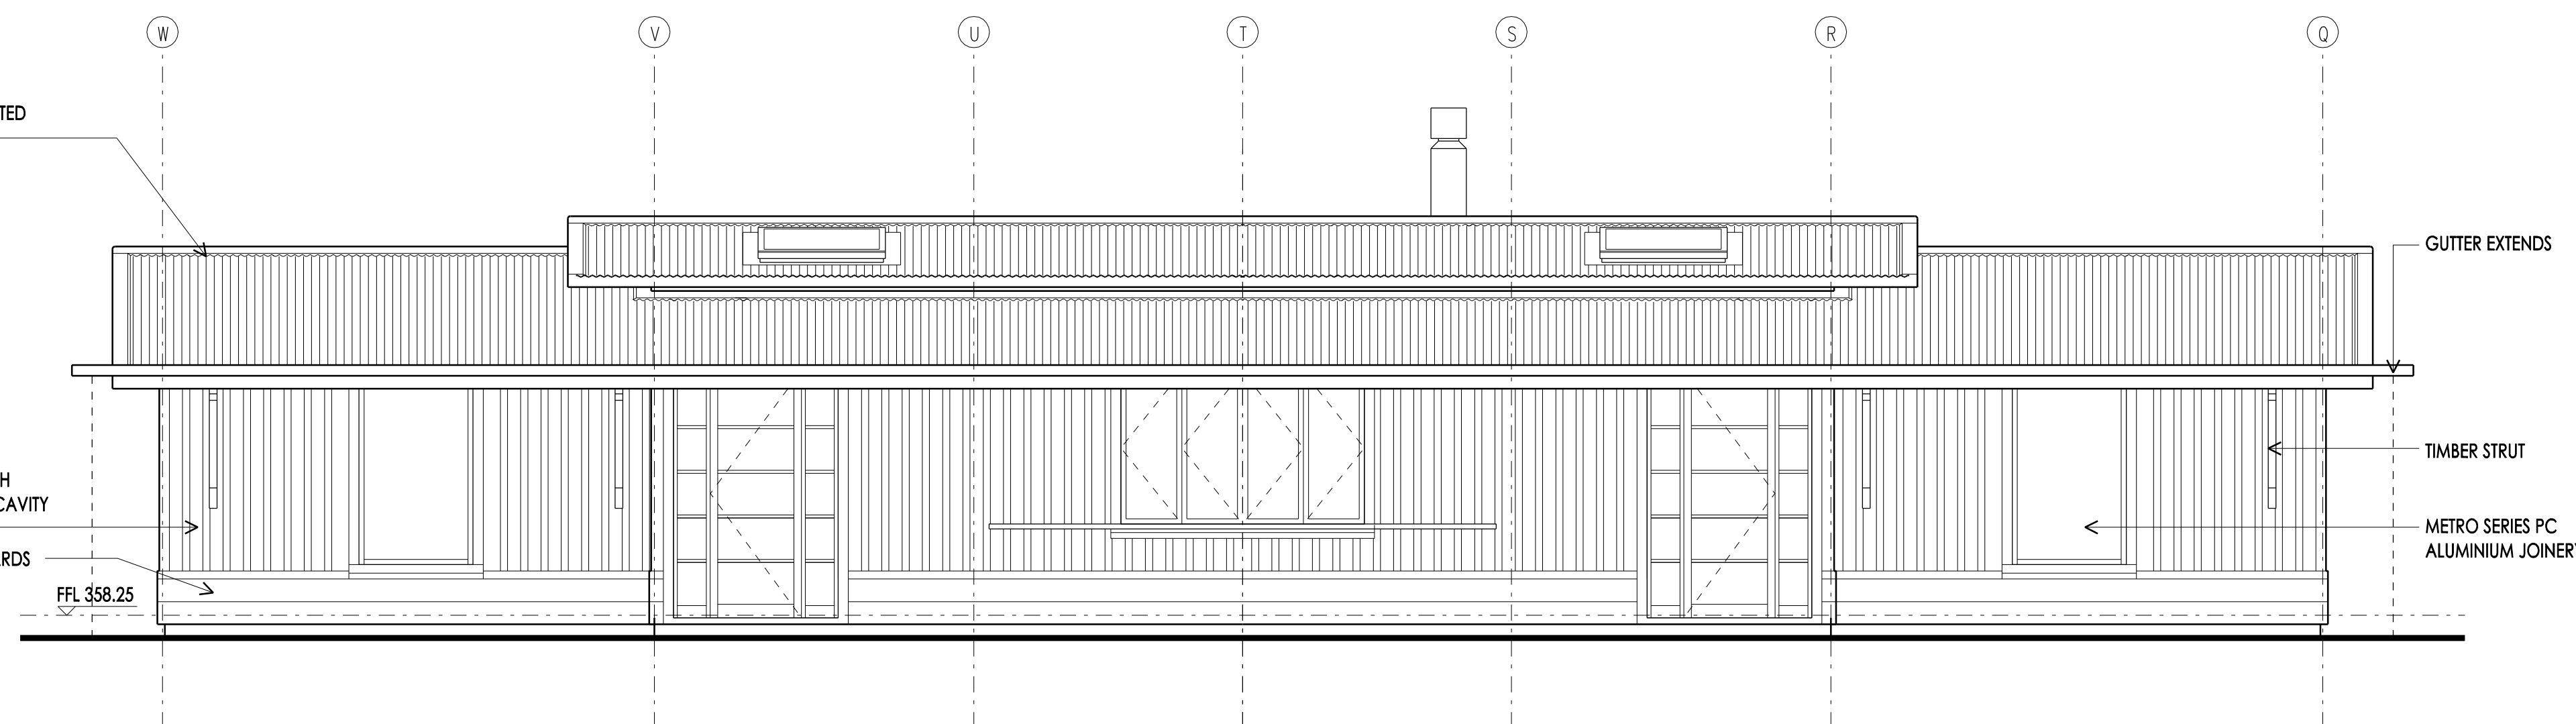 W V U T S R Q
TED
GUTTER EXTENDS
TIMBER STRUT
H
CAVITY
METRO SERIES PC
ALUMINIUM JOINER
RDS
FFL 358.25